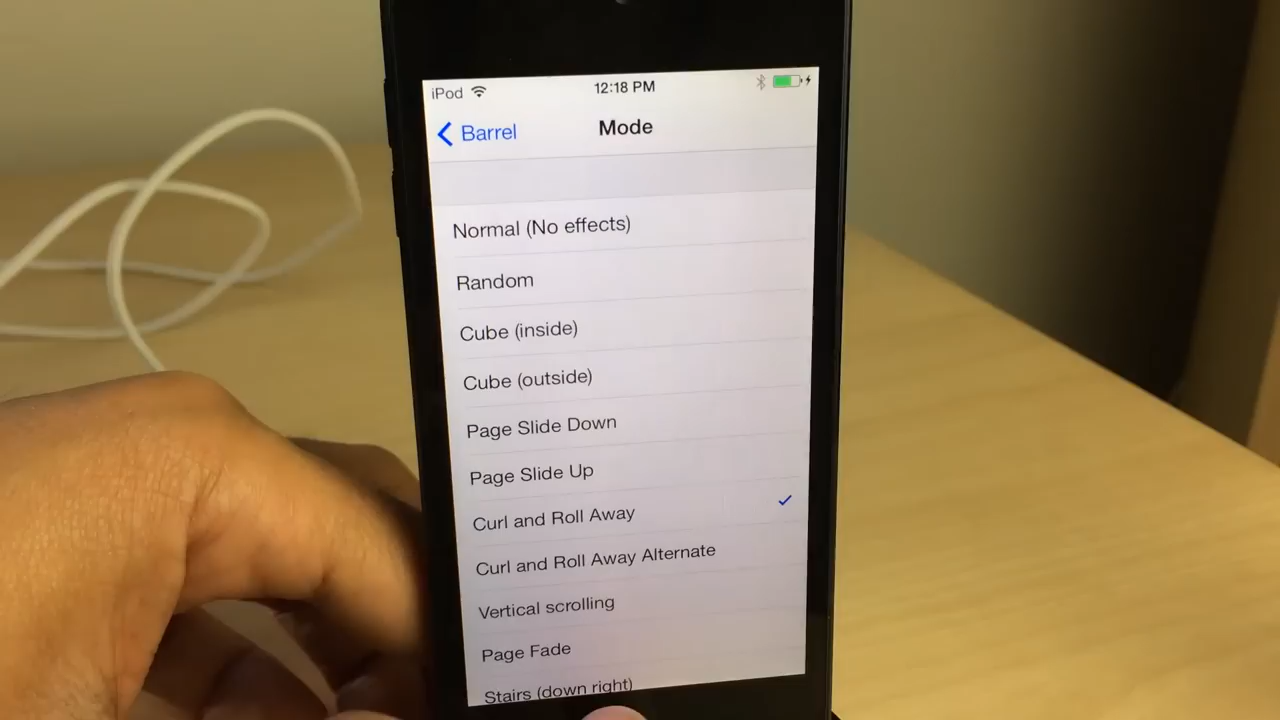 iPod 12:18 PM
Barrel Mode
Normal (No effects)
Random
Cube (inside)
Cube (outside)
Page Slide Down
Page Slide Up
Curl and Roll Away
Curl and Roll Away Alternate
Vertical scrolling
Page Fade
Stairs (down right)